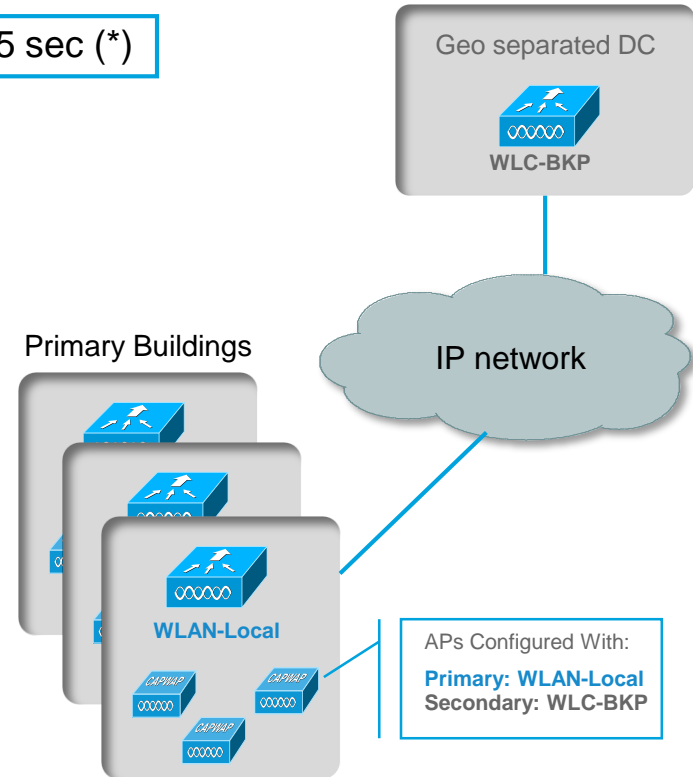 5 sec (*)
Geo separated DC
WLC-BKP
IP network
Primary Buildings
WLAN-Local
CAPWAP
CAPWAP
CAPWAP
APs Configured With:
Primary: WLAN-Local
Secondary: WLC-BKP